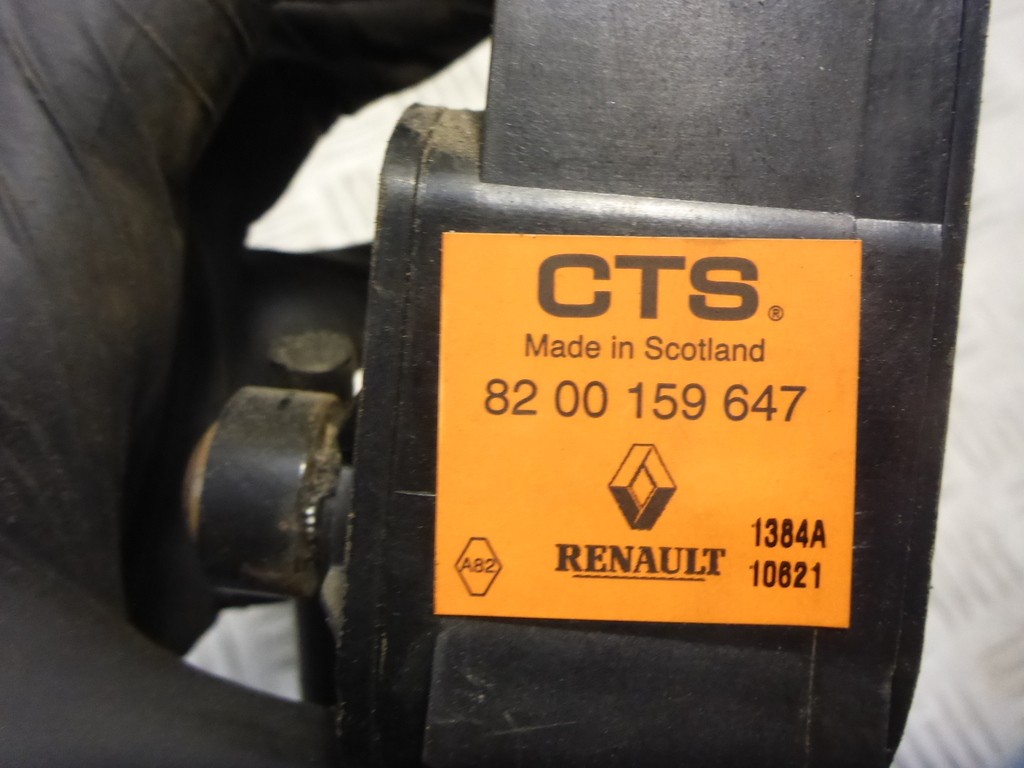 CTS®
Made in Scotland
82 00 159 647
A82
RENAULT
1384A
10621